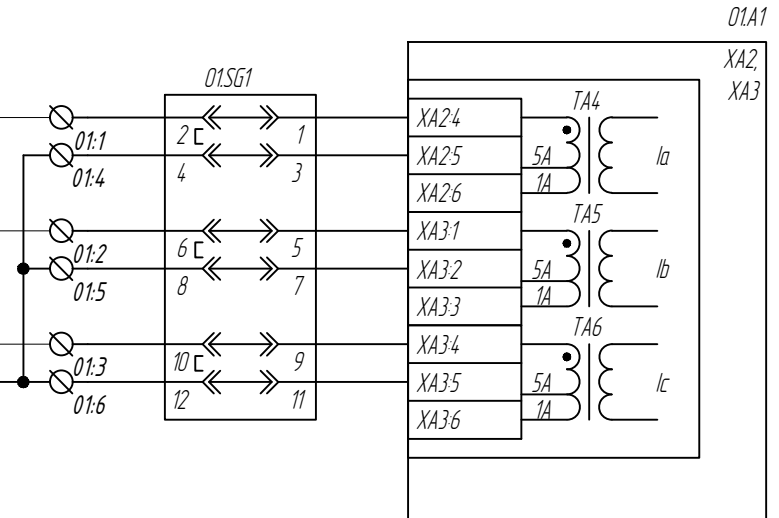 01.A1
XA2,
XA3
01.SG1
01:1
2
1
01:4
4
3
01:2
6
5
01:5
8
7
01:3
10
9
01:6
12
11
XA2:4
XA2:5
XA2:6
XA3:1
XA3:2
XA3:3
XA3:4
XA3:5
XA3:6
TA4
5A
1A
Ia
TA5
5A
1A
Ib
TA6
5A
1A
Ic